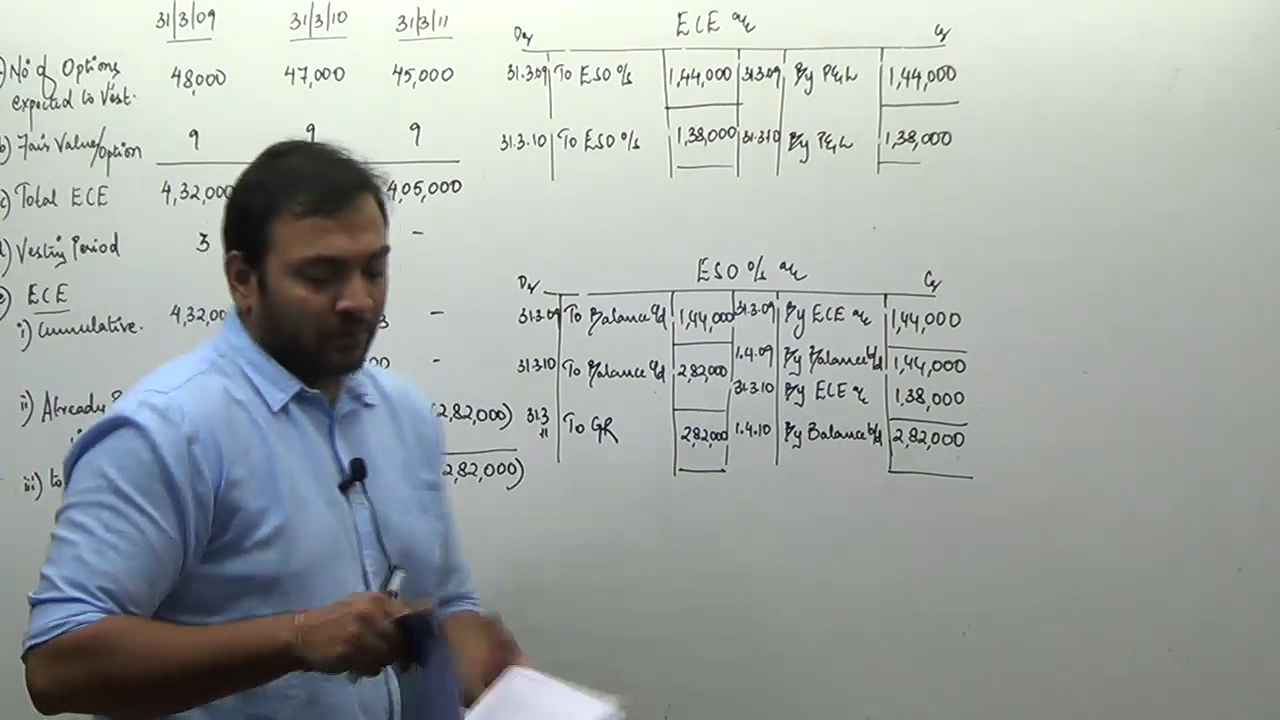 31/3/09 31/3/10 31/3/11
a) No of Options 48,000 47,000 45,000
expected to Vest.
b) Fair Value/Option 9 9 9
c) Total ECE 4,32,000 4,05,000
d) Vesting Period 3 -
e) ECE
i) Cumulative. 4,32,00 3 -
00 -
ii) Already (2,82,000)
iii) to 2,82,000)
Dr ECE a/c Cr
31.3.09 To ESO O/s 1,44,000 31.3.09 By P&L 1,44,000
31.3.10 To ESO O/s 1,38,000 31.3.10 By P&L 1,38,000
Dr ESO O/s a/c Cr
31.3.09 To Balance c/d 1,44,000 31.3.09 By ECE a/c 1,44,000
1.4.09 By Balance b/d 1,44,000
31.3.10 To Balance c/d 2,82,000 31.3.10 By ECE a/c 1,38,000
31.3.11 To GR 2,82,000 1.4.10 By Balance b/d 2,82,000